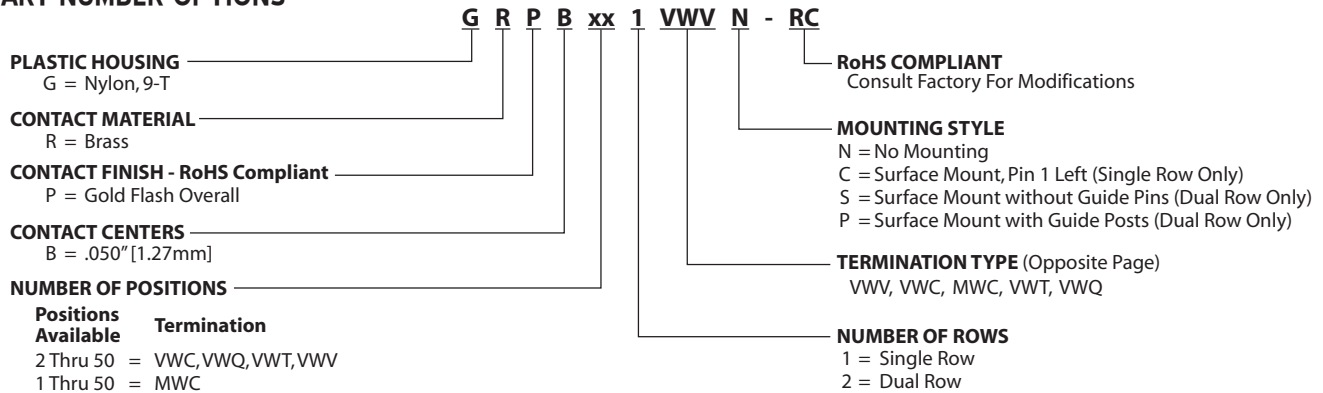 G R P B xx 1 VWV N - RC
PLASTIC HOUSING
G = Nylon, 9-T
CONTACT MATERIAL
R = Brass
CONTACT FINISH - RoHS Compliant
P = Gold Flash Overall
CONTACT CENTERS
B = .050" [1.27mm]
NUMBER OF POSITIONS
Positions Available Termination
2 Thru 50 = VWC, VWQ, VWT, VWV
1 Thru 50 = MWC
RoHS COMPLIANT
Consult Factory For Modifications
MOUNTING STYLE
N = No Mounting
C = Surface Mount, Pin 1 Left (Single Row Only)
S = Surface Mount without Guide Pins (Dual Row Only)
P = Surface Mount with Guide Posts (Dual Row Only)
TERMINATION TYPE (Opposite Page)
VWV, VWC, MWC, VWT, VWQ
NUMBER OF ROWS
1 = Single Row
2 = Dual Row